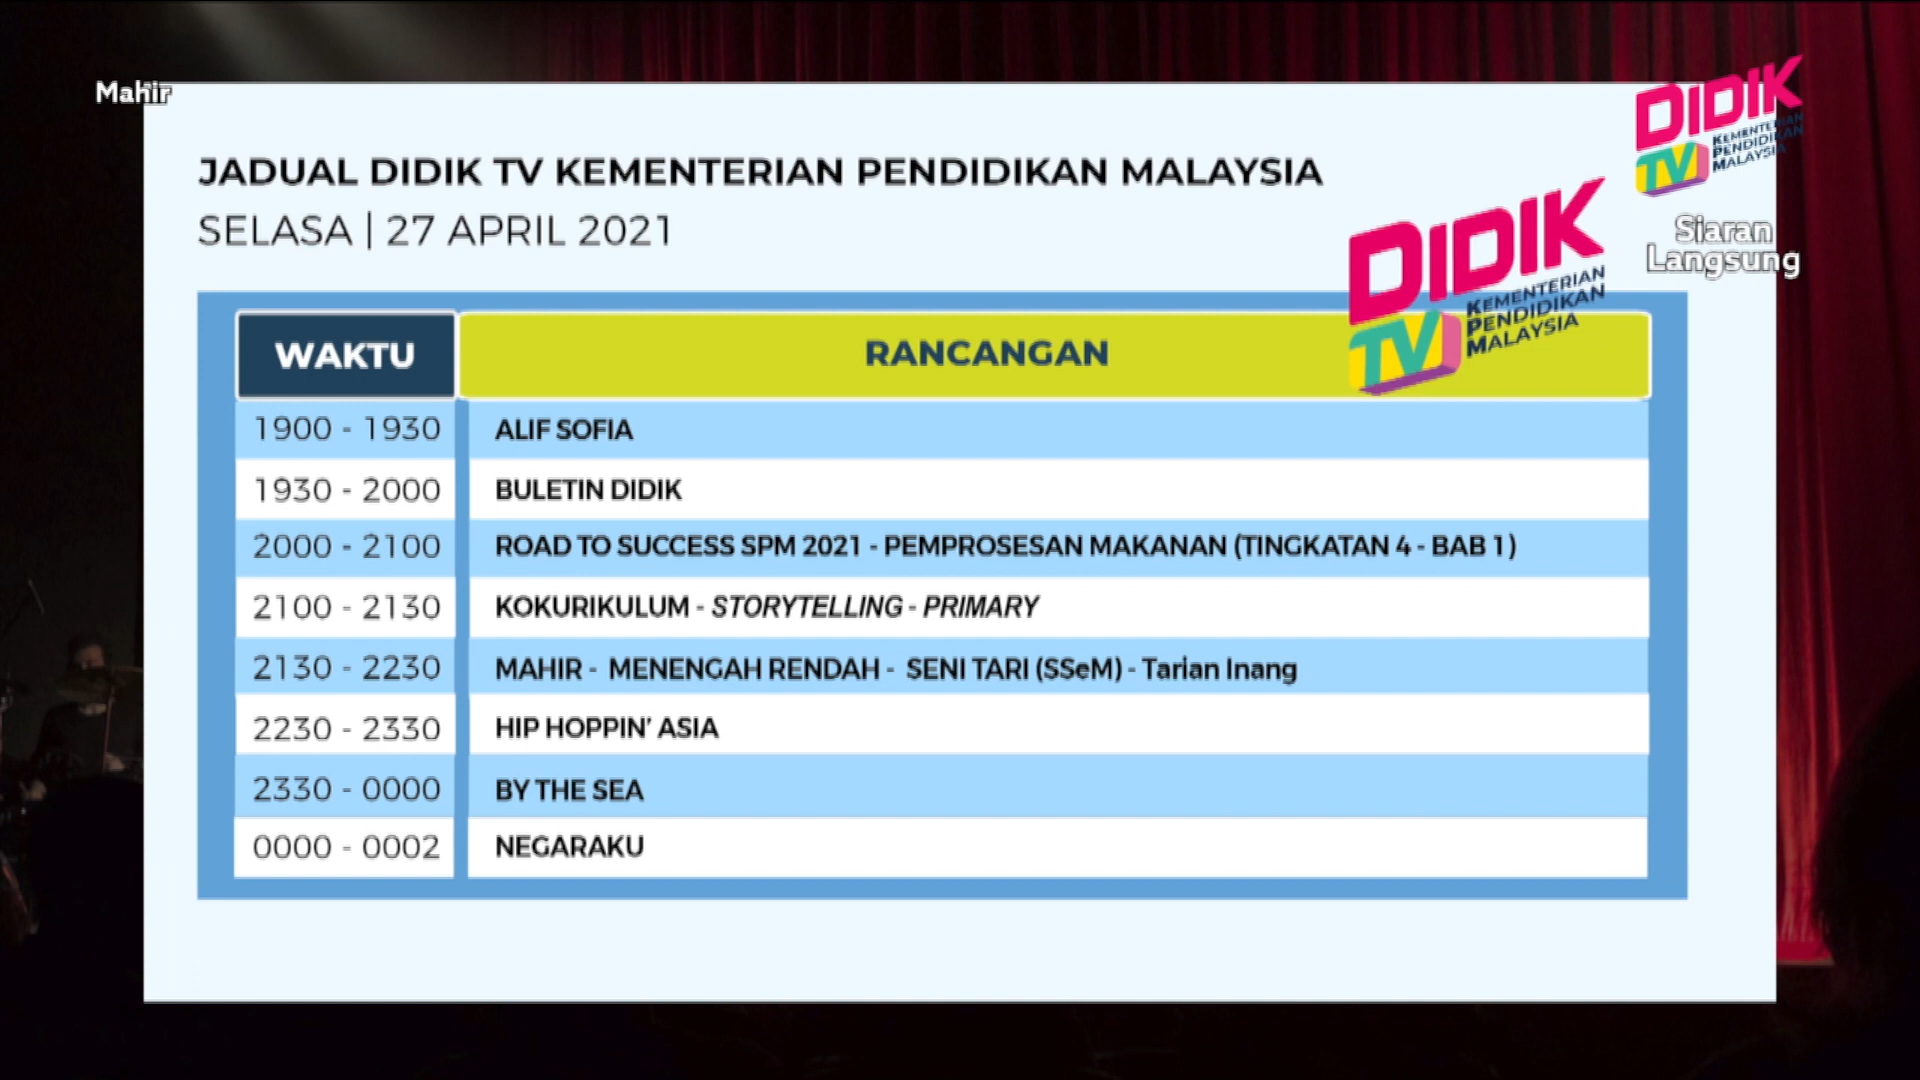 Mahir
DIDIK
TV
KEMENTERIAN
PENDIDIKAN
MALAYSIA
Siaran
Langsung
JADUAL DIDIK TV KEMENTERIAN PENDIDIKAN MALAYSIA
SELASA | 27 APRIL 2021
DIDIK
TV
KEMENTERIAN
PENDIDIKAN
MALAYSIA
WAKTU RANCANGAN
1900 - 1930 ALIF SOFIA
1930 - 2000 BULETIN DIDIK
2000 - 2100 ROAD TO SUCCESS SPM 2021 - PEMPROSESAN MAKANAN (TINGKATAN 4 - BAB 1)
2100 - 2130 KOKURIKULUM - STORYTELLING - PRIMARY
2130 - 2230 MAHIR - MENENGAH RENDAH - SENI TARI (SSeM) - Tarian Inang
2230 - 2330 HIP HOPPIN' ASIA
2330 - 0000 BY THE SEA
0000 - 0002 NEGARAKU